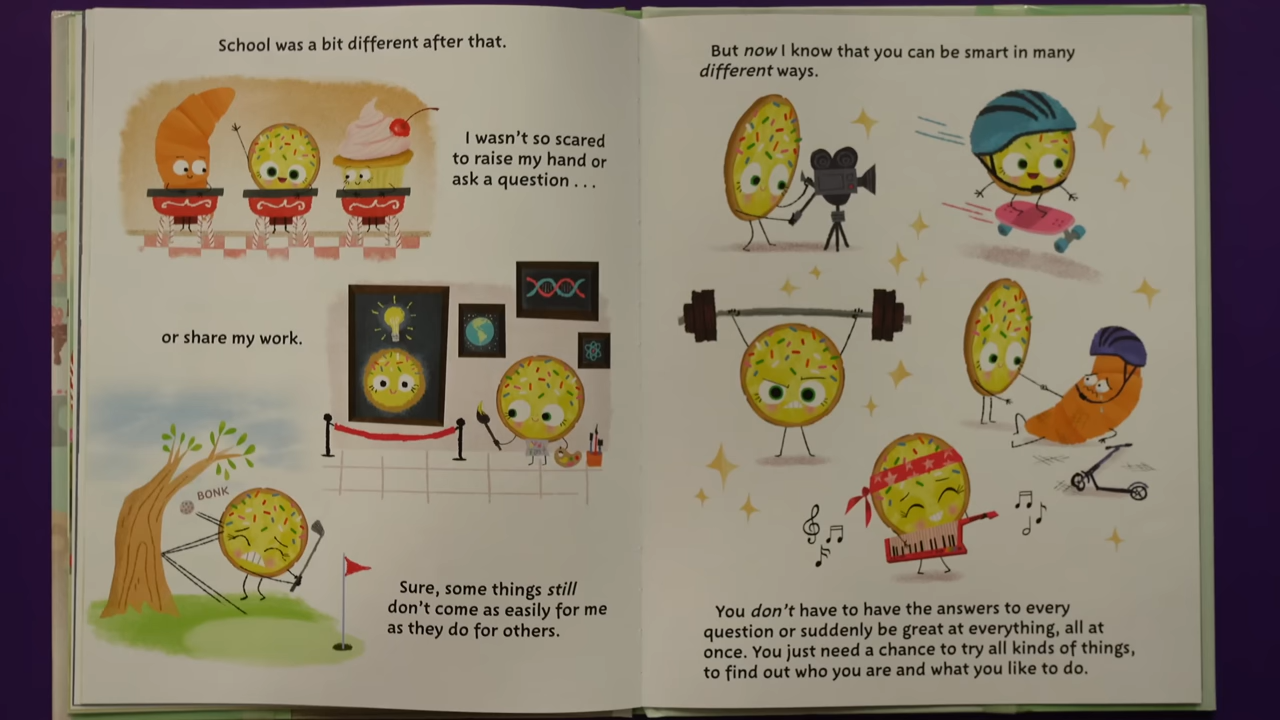 School was a bit different after that.
I wasn't so scared
to raise my hand or
ask a question . . .
or share my work.
BONK
Sure, some things still
don't come as easily for me
as they do for others.
But now I know that you can be smart in many
different ways.
You don't have to have the answers to every
question or suddenly be great at everything, all at
once. You just need a chance to try all kinds of things,
to find out who you are and what you like to do.